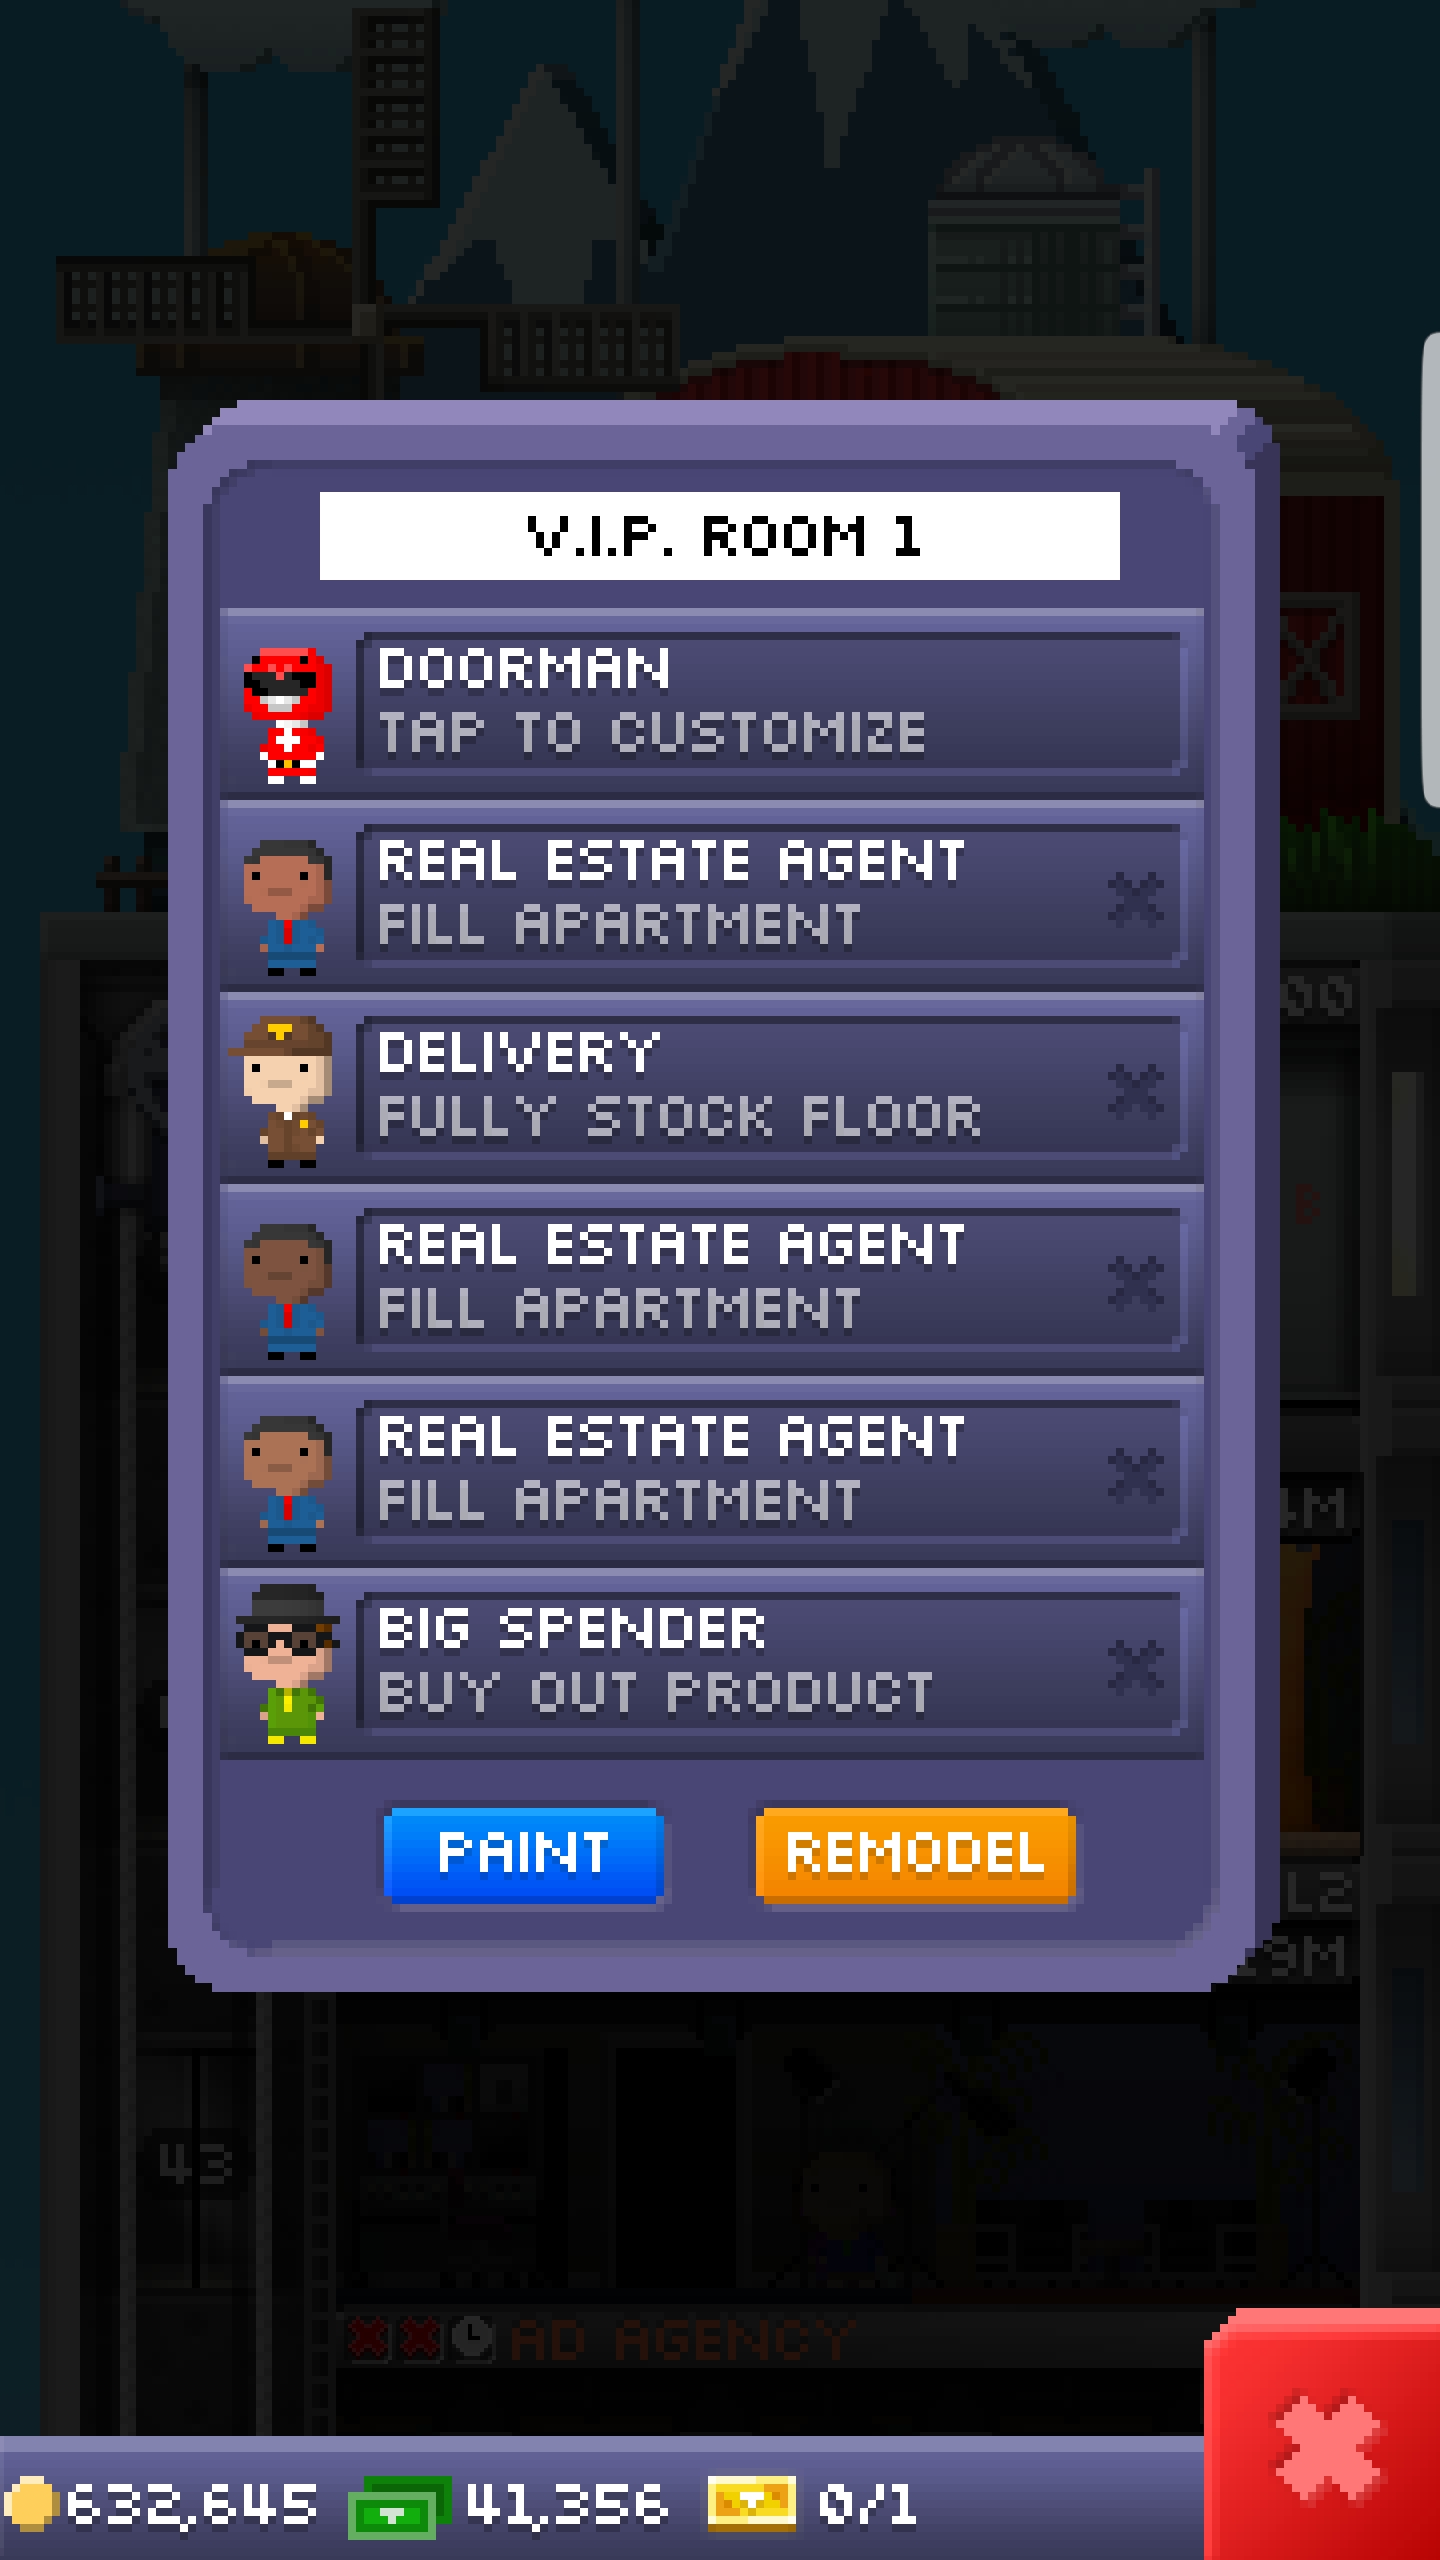 V.I.P. ROOM 1
DOORMAN
TAP TO CUSTOMIZE
REAL ESTATE AGENT
FILL APARTMENT
DELIVERY
FULLY STOCK FLOOR
REAL ESTATE AGENT
FILL APARTMENT
REAL ESTATE AGENT
FILL APARTMENT
BIG SPENDER
BUY OUT PRODUCT
PAINT REMODEL
43
AD AGENCY
632,645 41,356 0/1